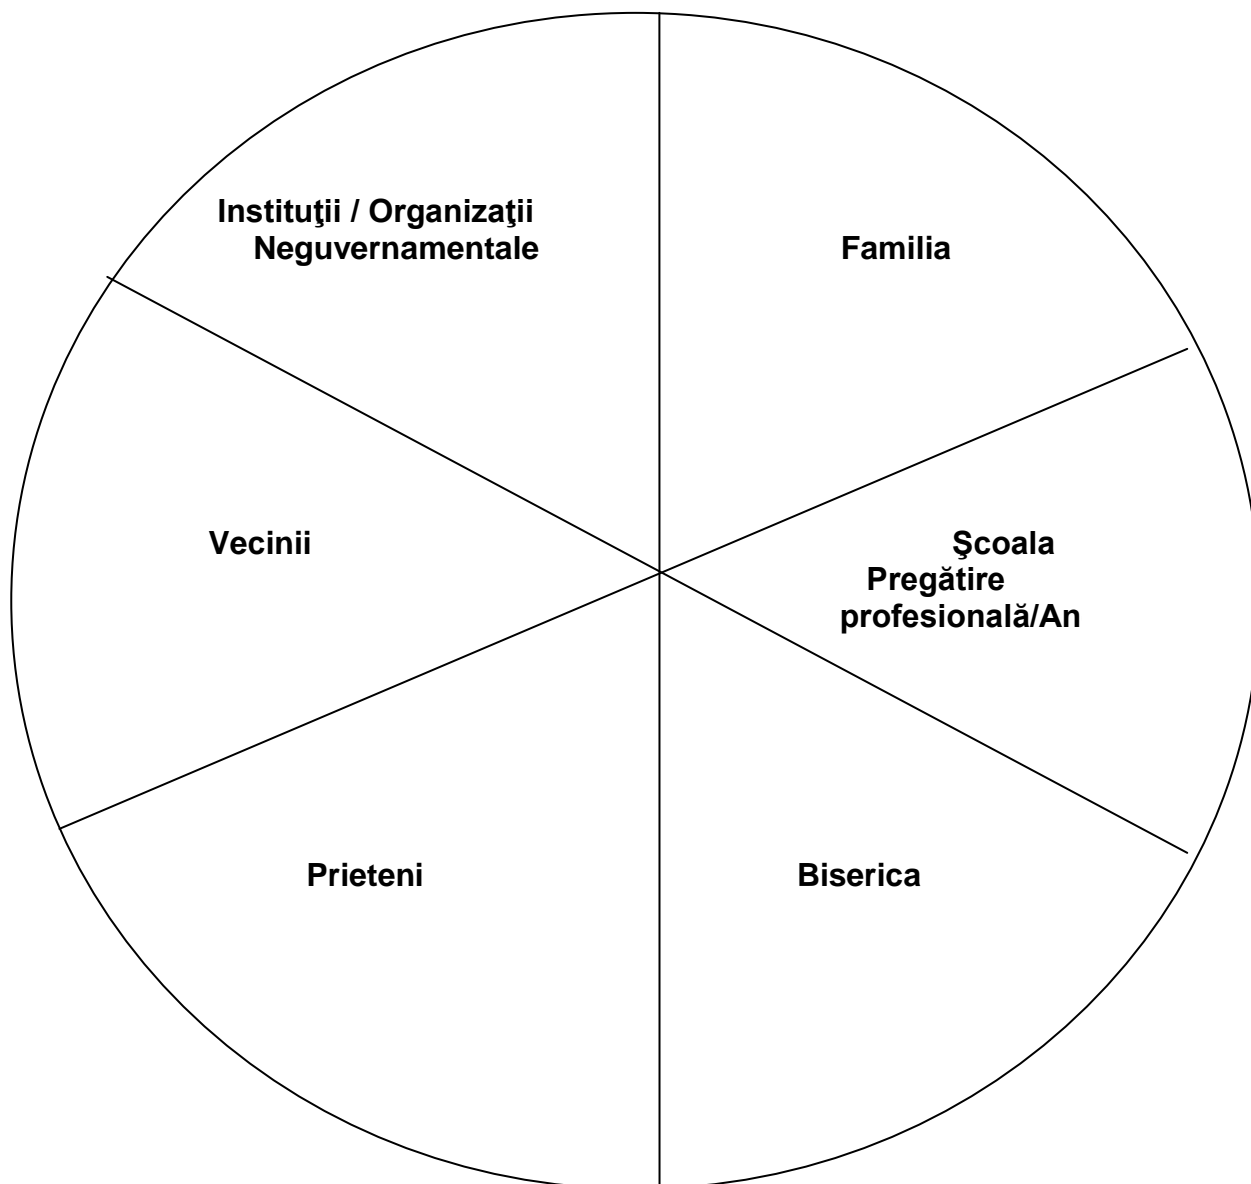 Instituţii / Organizaţii
Neguvernamentale
Familia
Vecinii
Şcoala
Pregătire
profesională/An
Prieteni
Biserica